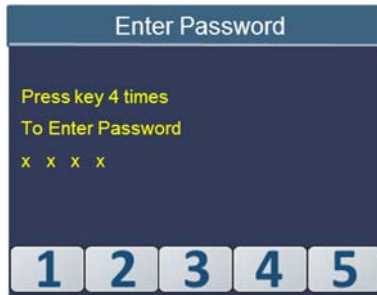 Enter Password
Press key 4 times
To Enter Password
x x x x
1 2 3 4 5